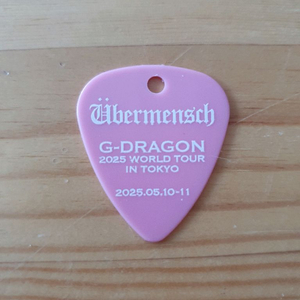 Übermensch
G-DRAGON
2025 WORLD TOUR
IN TOKYO
2025.05.10-11